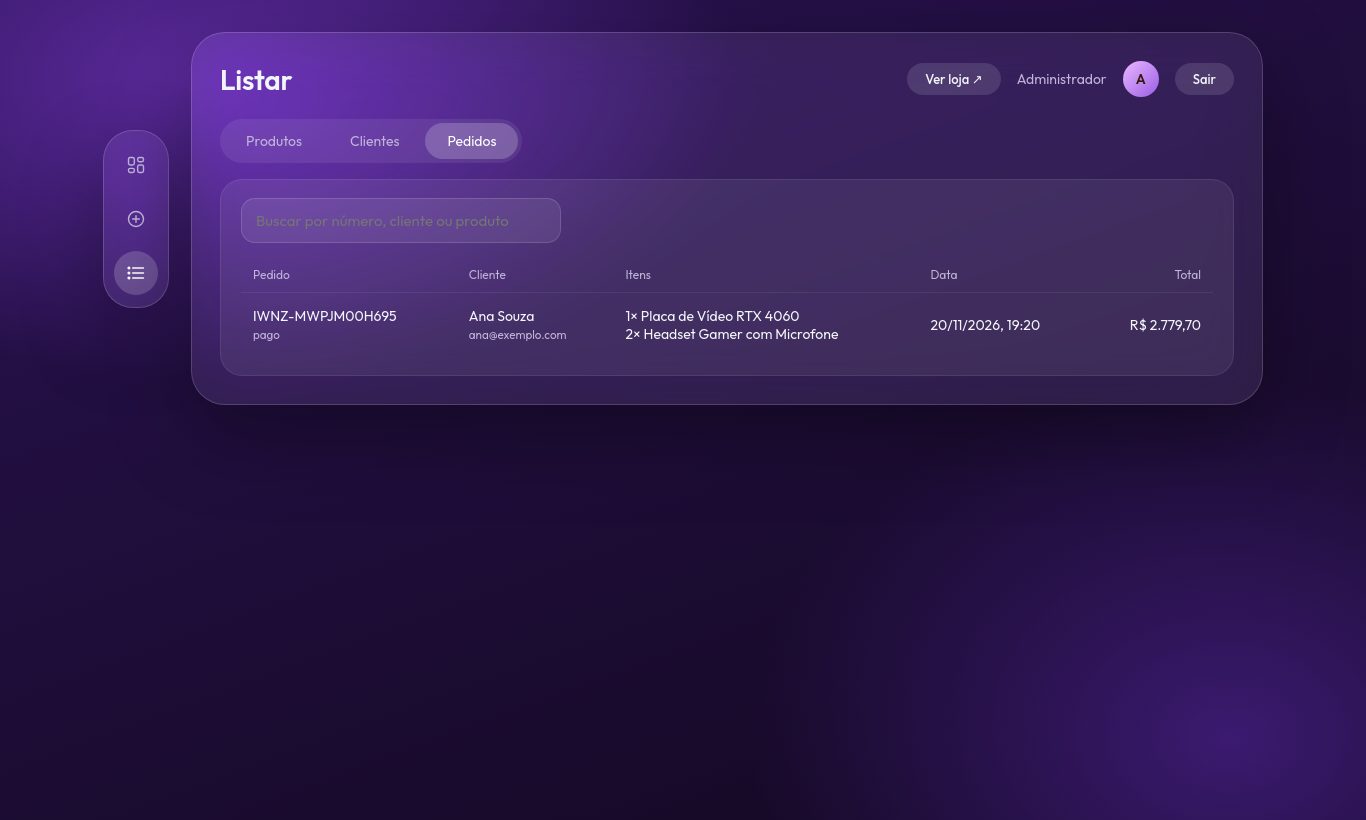 Listar
Ver loja ↗
Administrador
A
Sair
Produtos
Clientes
Pedidos
Buscar por número, cliente ou produto
Pedido
Cliente
Itens
Data
Total
IWNZ-MWPJM00H695
pago
Ana Souza
ana@exemplo.com
1× Placa de Vídeo RTX 4060
2× Headset Gamer com Microfone
20/11/2026, 19:20
R$ 2.779,70